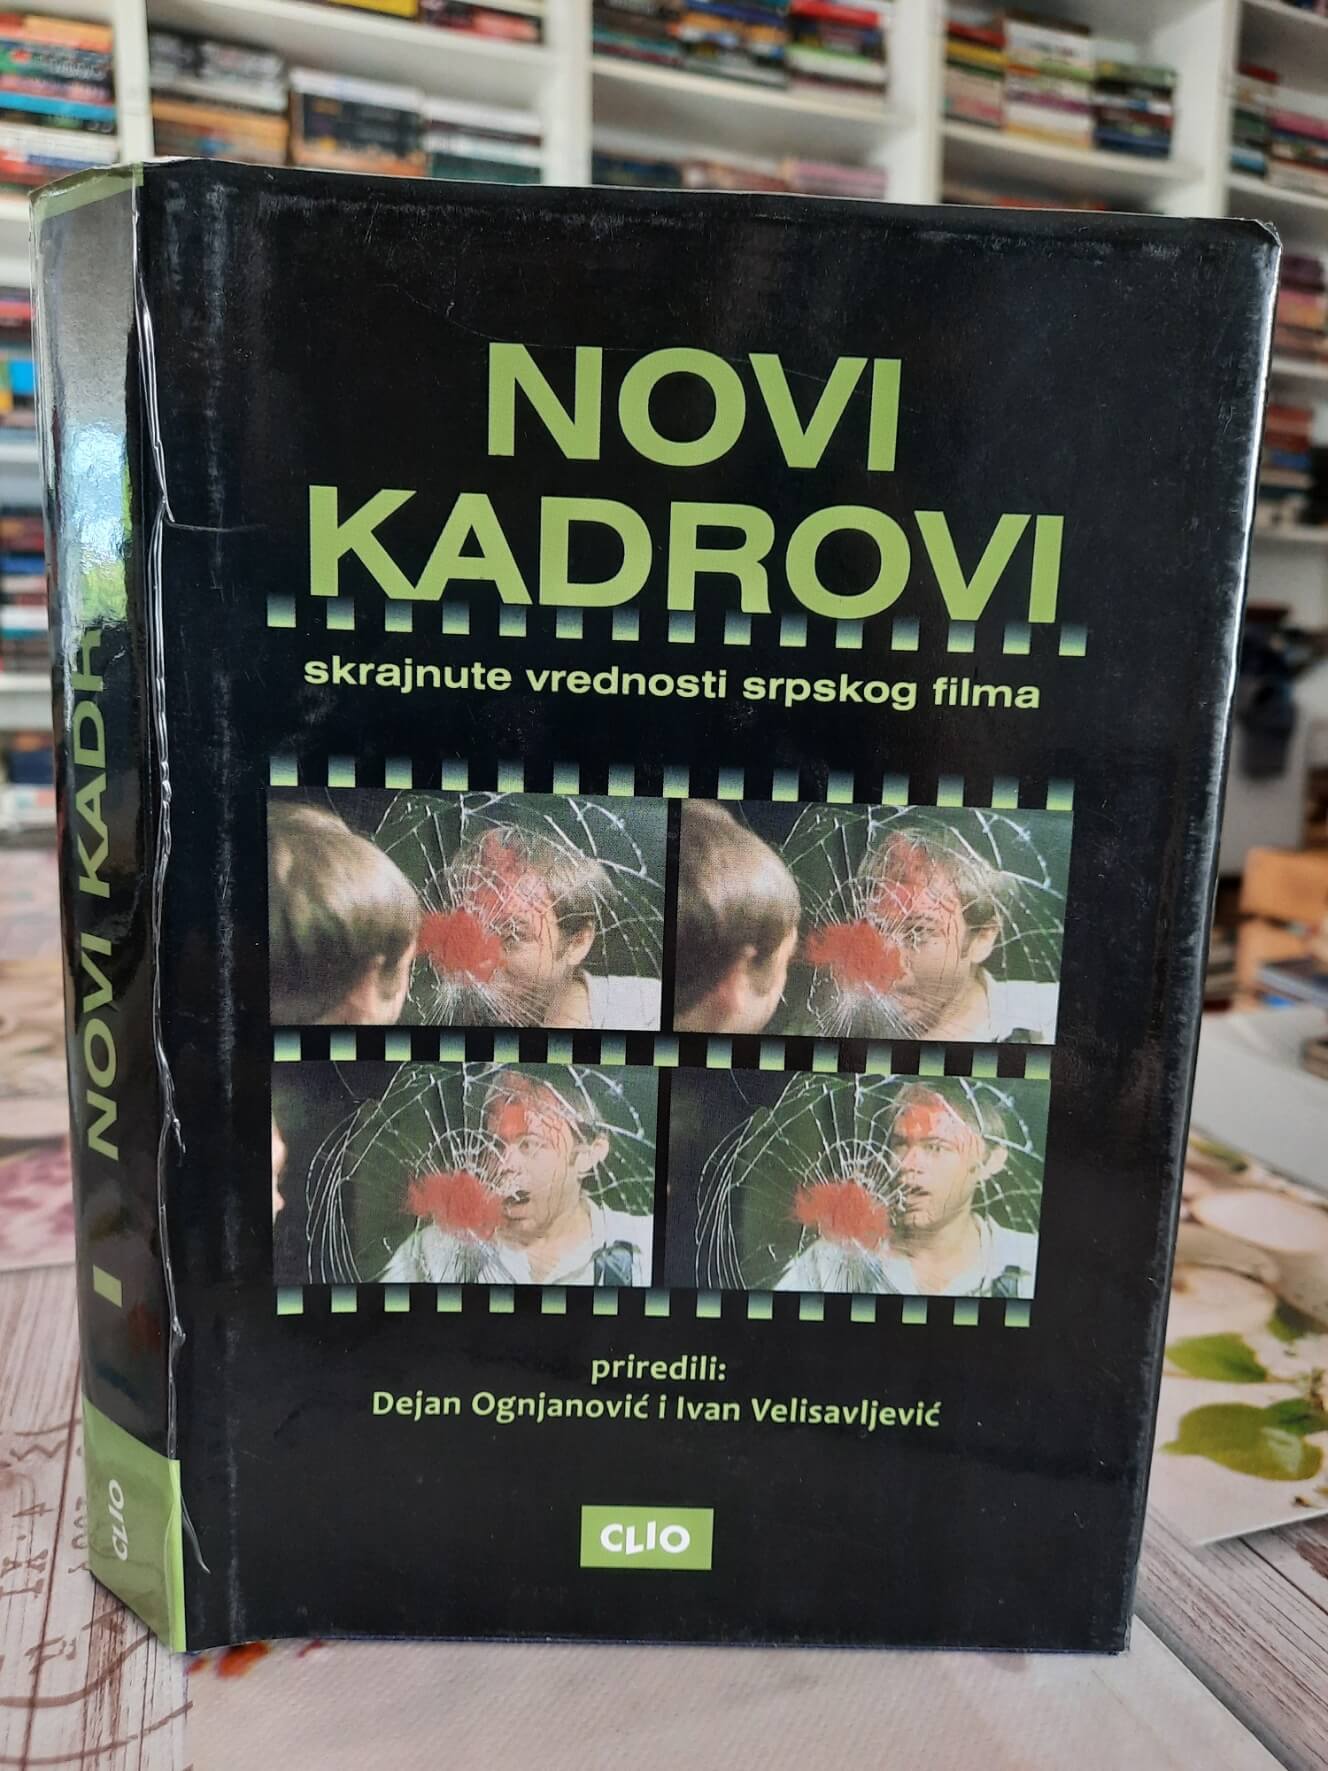 NOVI
KADROVI
skrajnute vrednosti srpskog filma
priredili:
Dejan Ognjanović i Ivan Velisavljević
CLIO
NOVI KADR
CLIO